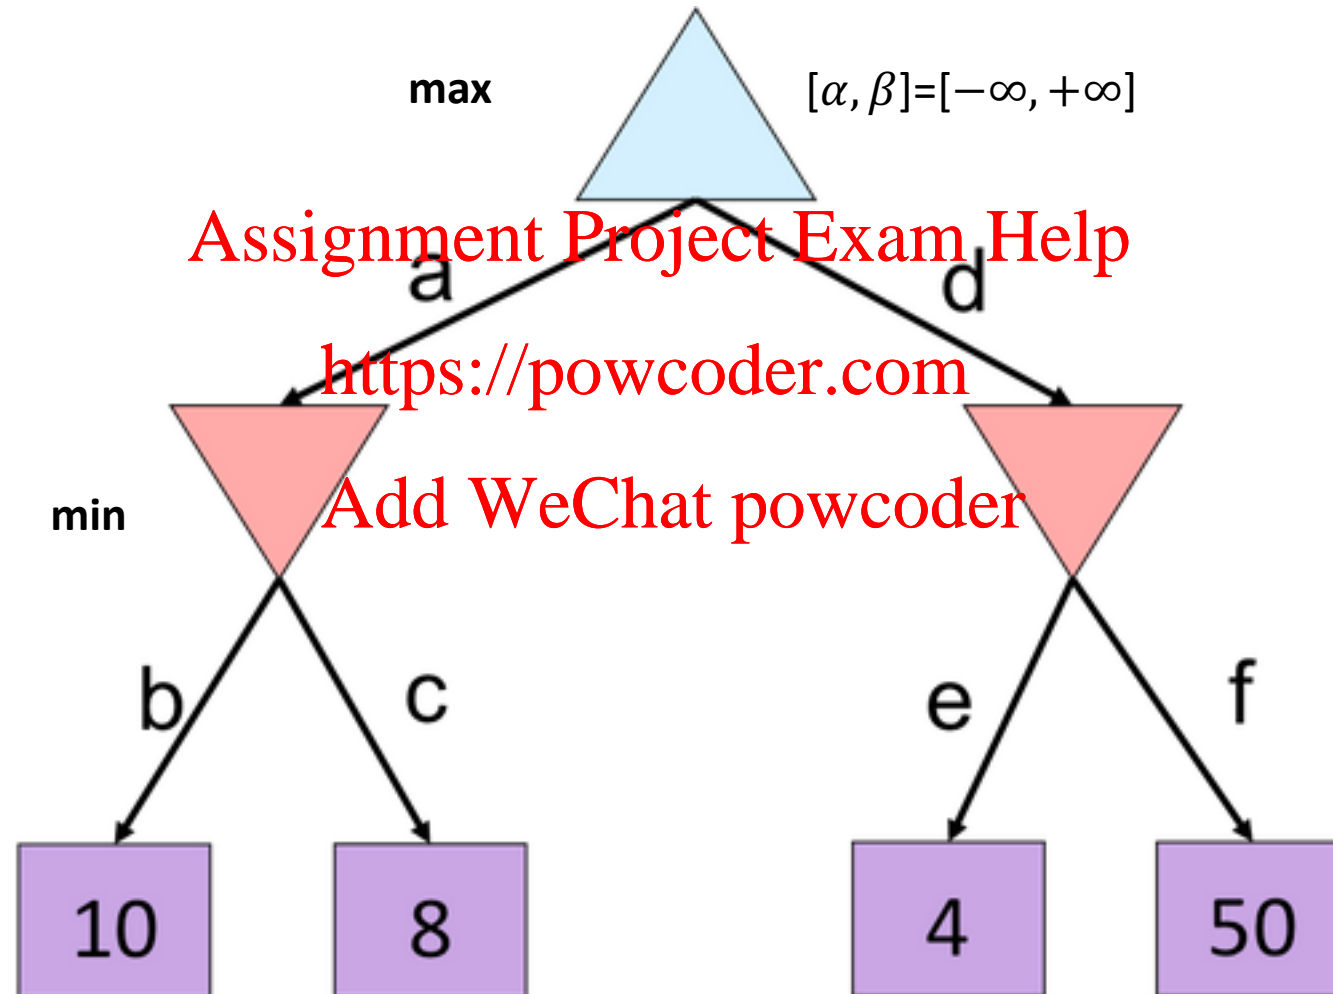 max
[𝛼, 𝛽]=[−∞, +∞]
Assignment Project Exam Help
a
d
https://powcoder.com
Add WeChat powcoder
min
b
c
e
f
10
8
4
50